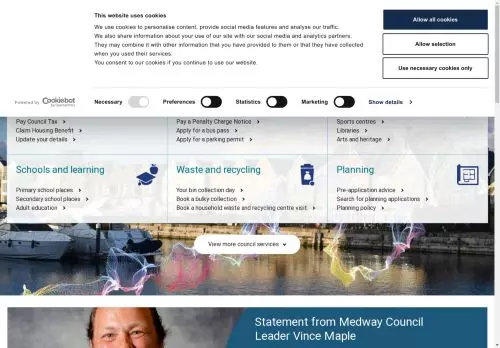 This website uses cookies
We use cookies to personalise content, provide social media features and analyse our traffic.
We also share information about your use of our site with our social media and analytics partners.
They may combine it with other information that you have provided to them or that they have collected
when you used their services.
You consent to our cookies if you continue to use our website.
Allow all cookies
Allow selection
Use necessary cookies only
Powered by Cookiebot
Necessary
Preferences
Statistics
Marketing
Show details
Pay Council Tax
Claim Housing Benefit
Update your details
Pay a Penalty Charge Notice
Apply for a bus pass
Apply for a parking permit
Sports centres
Libraries
Arts and heritage
Schools and learning
Primary school places
Secondary school places
Adult education
Waste and recycling
Your bin collection day
Book a bulky collection
Book a household waste and recycling centre visit
Planning
Pre-application advice
Search for planning applications
Planning policy
View more council services
Statement from Medway Council
Leader Vince Maple